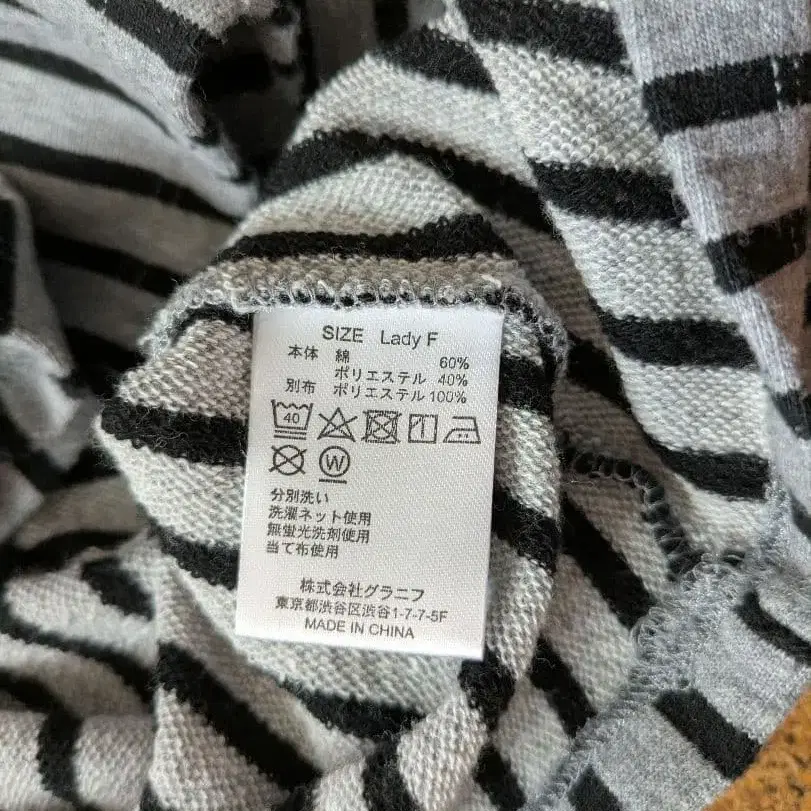 SIZE Lady F
本体 綿 60%
ポリエステル 40%
別布 ポリエステル 100%
40
W
分別洗い
洗濯ネット使用
無蛍光洗剤使用
当て布使用
株式会社グラニフ
東京都渋谷区渋谷1-7-7-5F
MADE IN CHINA